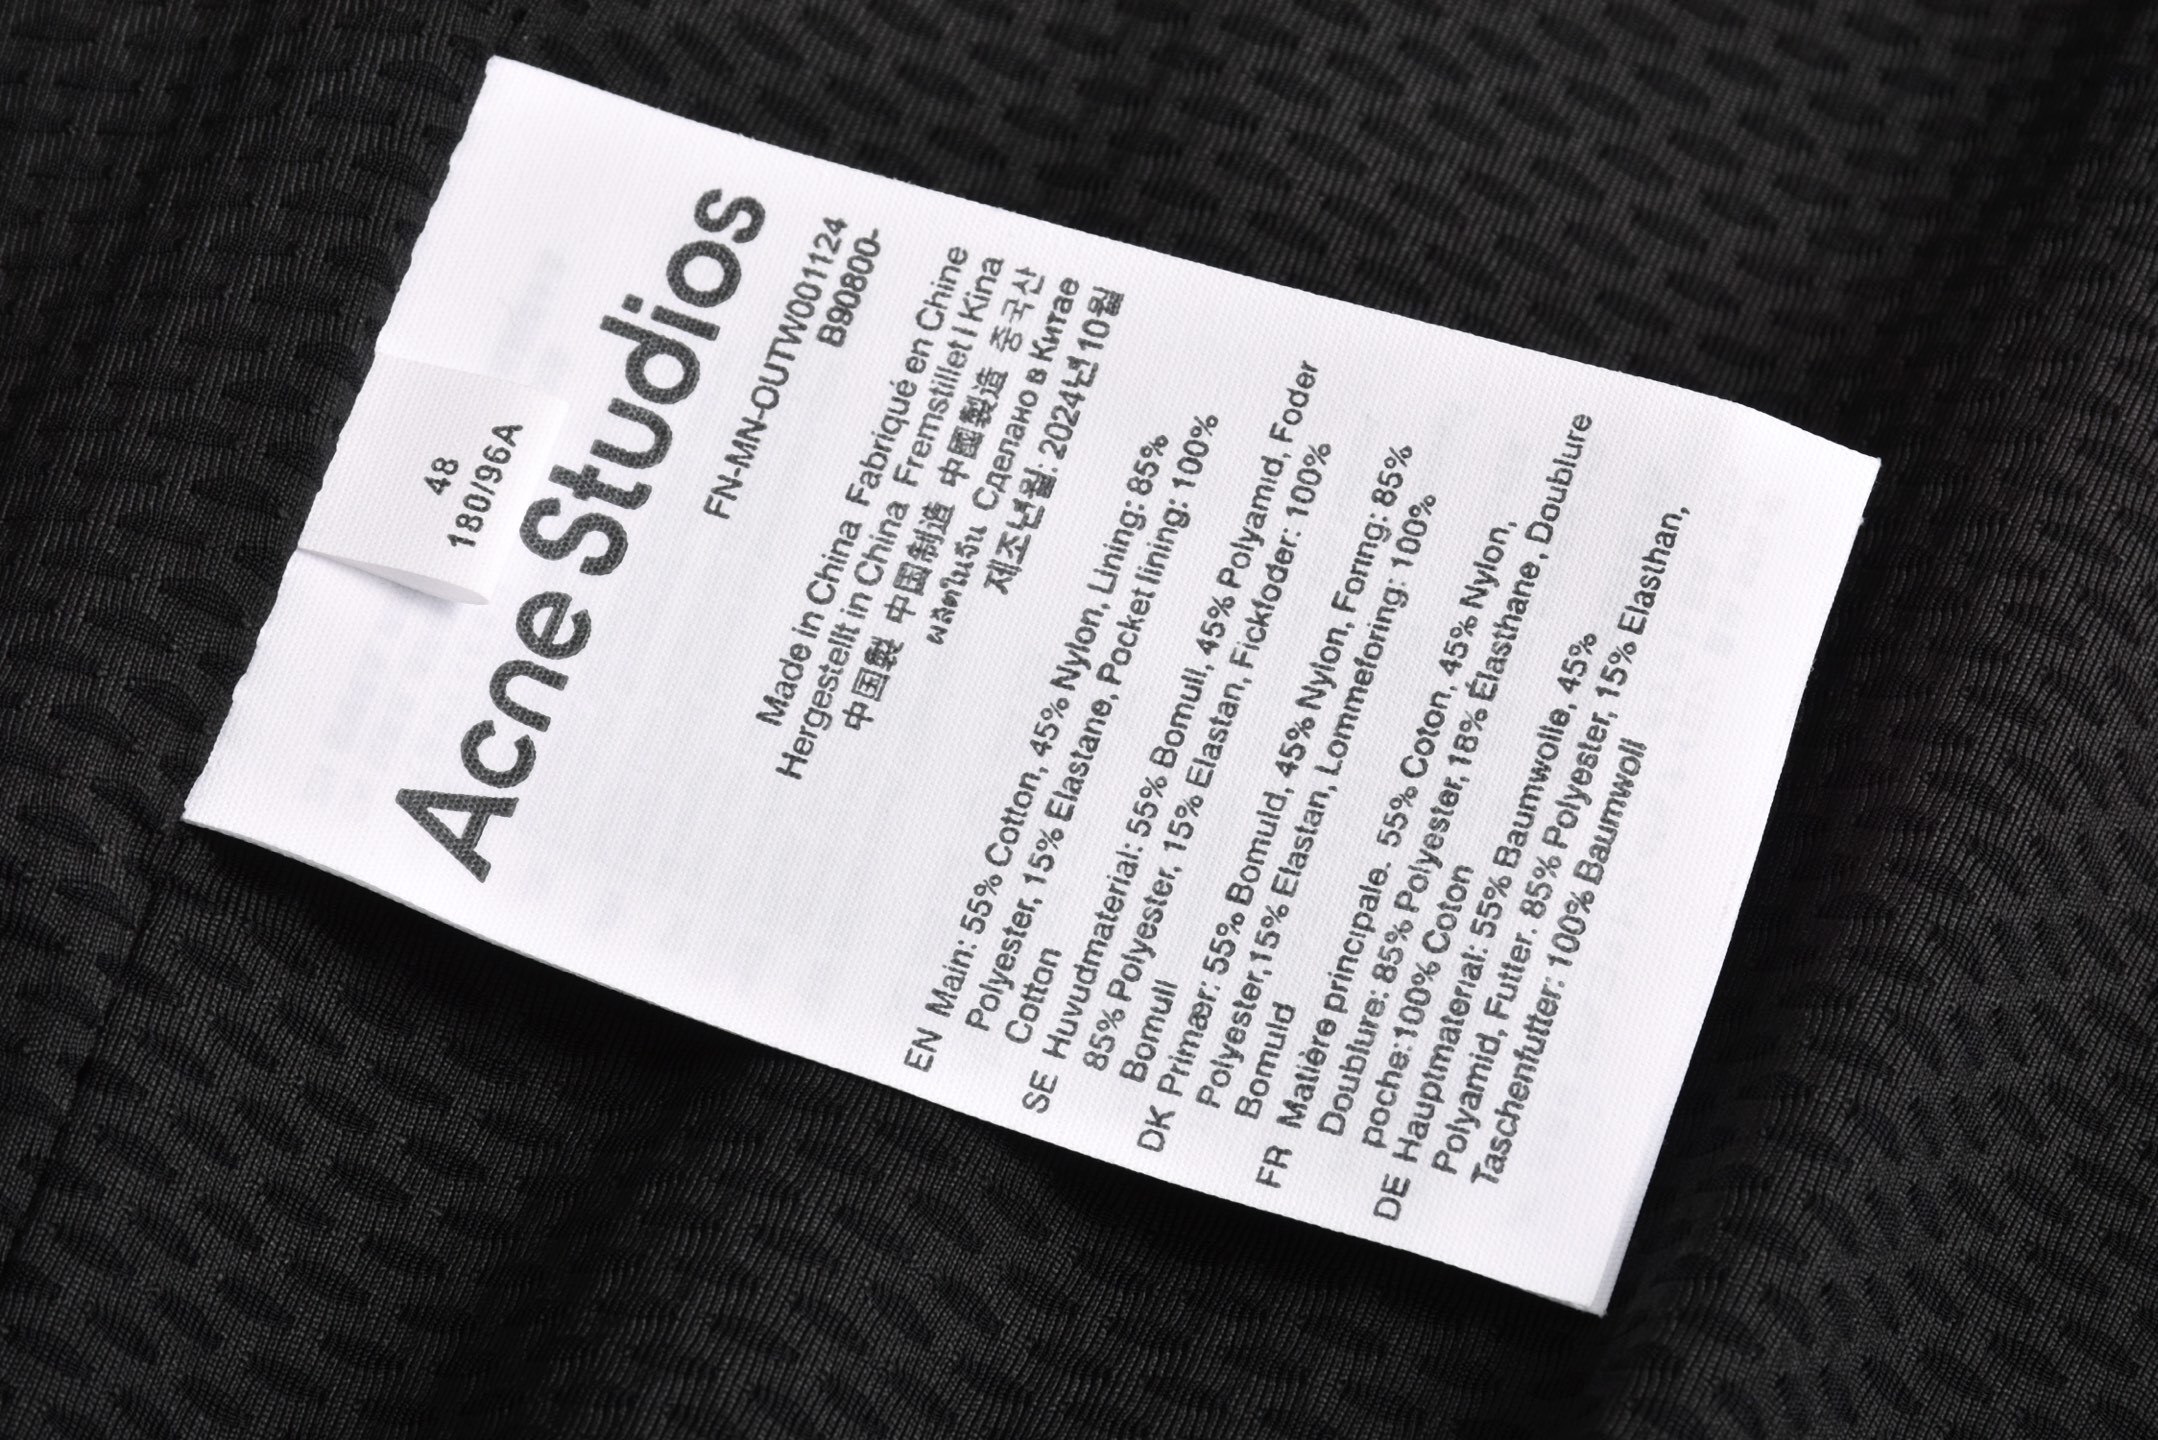 48
180/96A
Acne Studios
FN-MN-OUTW001124
B90800-
Made in China Fabriqué en Chine
Hergestellt in China Fremstillet I Kina
中国製 中国制造 中國製造 중국산
ผลิตในจีน Сделано в Китае
제조년월: 2024년 10월
EN Main: 55% Cotton, 45% Nylon, Lining: 85%
Polyester, 15% Elastane, Pocket lining: 100%
Cotton
SE Huvudmaterial: 55% Bomull, 45% Polyamid, Foder
85% Polyester, 15% Elastan, Fickfoder: 100%
Bomull
DK Primær: 55% Bomuld, 45% Nylon, Foring: 85%
Polyester,15% Elastan, Lommeforing: 100%
Bomuld
FR Matière principale. 55% Coton, 45% Nylon,
Doublure: 85% Polyester,18% Élasthane, Doublure
poche:100% Coton
DE Hauptmaterial: 55% Baumwolle, 45%
Polyamid, Futter. 85% Polyester, 15% Elasthan,
Taschenfutter: 100% Baumwoll